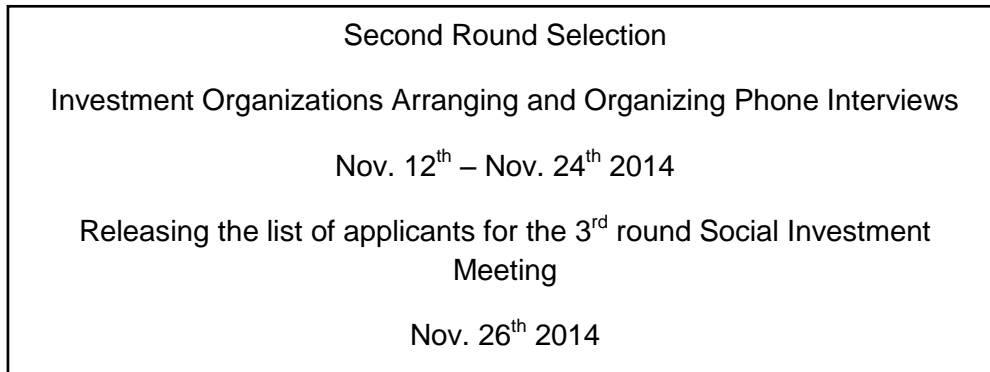 Second Round Selection
Investment Organizations Arranging and Organizing Phone Interviews
Nov. 12th – Nov. 24th 2014
Releasing the list of applicants for the 3rd round Social Investment
Meeting
Nov. 26th 2014